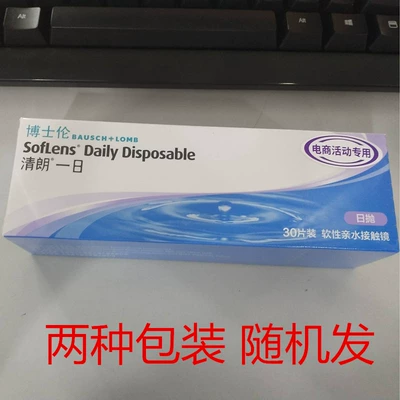 博士伦 BAUSCH+LOMB
SofLens® Daily Disposable
清朗® 一日
电商活动专用
日抛
30片装 软性亲水接触镜
两种包装 随机发